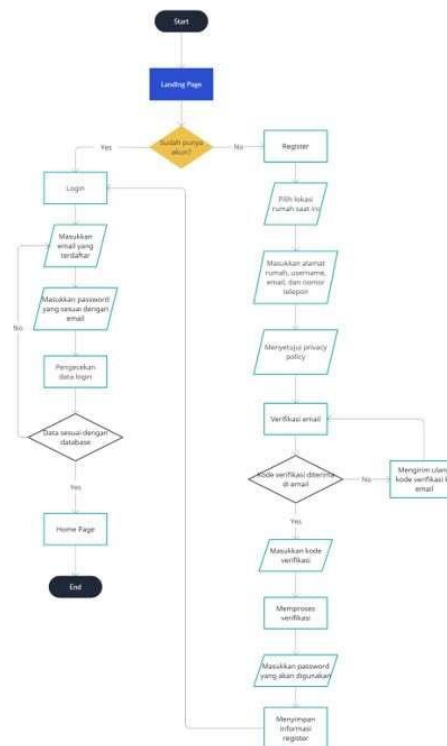 Start
Landing Page
Sudah punya
akun?
Yes
No
Register
Login
Pilih lokasi
rumah saat ini
Masukkan
email yang
terdaftar
Masukkan alamat
rumah, username,
email, dan nomor
telepon
Masukkan password
yang sesuai dengan
email
No
Menyetujui privacy
policy
Pengecekan
data login
Verifikasi email
Data sesuai dengan
database
Kode verifikasi diterima
di email
No
Mengirim ulang
kode verifikasi k
email
Yes
Yes
Home Page
Masukkan kode
verifikasi
End
Memproses
verifikasi
Masukkan password
yang akan digunakan
Menyimpan
informasi
register